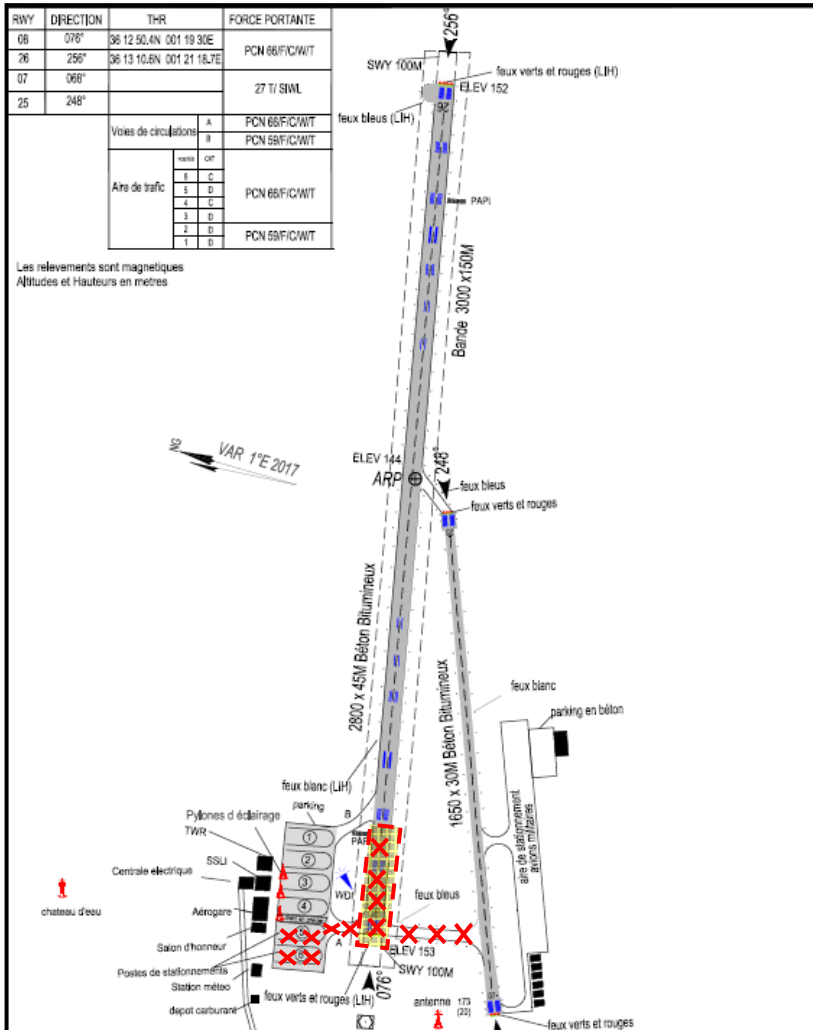 RWY DIRECTION THR FORCE PORTANTE
08 076° 36 12 50.4N 001 19 30E PCN 66/F/C/W/T
26 256° 36 13 10.6N 001 21 18.7E
07 068° 27 T/ SIWL
25 248°
Voies de circulations A PCN 66/F/C/W/T
B PCN 59/F/C/W/T
Aire de trafic CAT
6 C PCN 66/F/C/W/T
5 D
4 C
3 D
2 D PCN 59/F/C/W/T
1 D
Les relevements sont magnetiques
Altitudes et Hauteurs en metres
256°
SWY 100M
feux verts et rouges (LIH)
ELEV 152
feux bleus (LIH)
26
PAPI
Bande 3000 x150M
NG
VAR 1°E 2017
ELEV 144
ARP
248°
feux bleus
feux verts et rouges
2800 x 45M Béton Bitumineux
feux blanc
1650 x 30M Béton Bitumineux
parking en béton
aire de stationnement
avions militaires
feux blanc (LIH)
parking
B
Pylones d éclairage
TWR
PAPI
1
2
SSLI
3
Centrale electrique
4
WDI
chateau d'eau
Aérogare
feux bleus
A
Salon d'honneur
ELEV 153
Postes de stationnements
SWY 100M
Station méteo
076°
feux verts et rouges (LIH)
depot carburant
antenne 173
(23)
feux verts et rouges